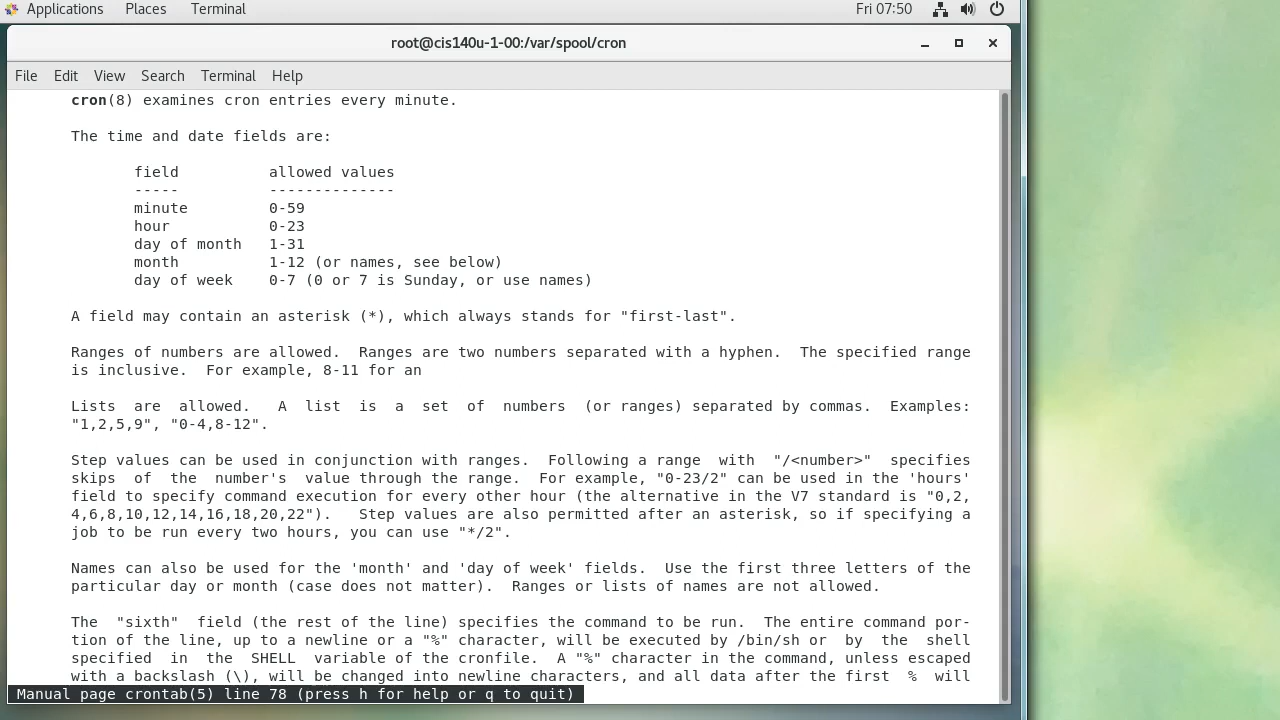 Applications Places Terminal Fri 07:50
root@cis140u-1-00:/var/spool/cron
File Edit View Search Terminal Help
cron(8) examines cron entries every minute.
The time and date fields are:
field allowed values
----- --------------
minute 0-59
hour 0-23
day of month 1-31
month 1-12 (or names, see below)
day of week 0-7 (0 or 7 is Sunday, or use names)
A field may contain an asterisk (*), which always stands for "first-last".
Ranges of numbers are allowed. Ranges are two numbers separated with a hyphen. The specified range
is inclusive. For example, 8-11 for an
Lists are allowed. A list is a set of numbers (or ranges) separated by commas. Examples:
"1,2,5,9", "0-4,8-12".
Step values can be used in conjunction with ranges. Following a range with "/<number>" specifies
skips of the number's value through the range. For example, "0-23/2" can be used in the 'hours'
field to specify command execution for every other hour (the alternative in the V7 standard is "0,2,
4,6,8,10,12,14,16,18,20,22"). Step values are also permitted after an asterisk, so if specifying a
job to be run every two hours, you can use "*/2".
Names can also be used for the 'month' and 'day of week' fields. Use the first three letters of the
particular day or month (case does not matter). Ranges or lists of names are not allowed.
The "sixth" field (the rest of the line) specifies the command to be run. The entire command por-
tion of the line, up to a newline or a "%" character, will be executed by /bin/sh or by the shell
specified in the SHELL variable of the cronfile. A "%" character in the command, unless escaped
with a backslash (\), will be changed into newline characters, and all data after the first % will
Manual page crontab(5) line 78 (press h for help or q to quit)